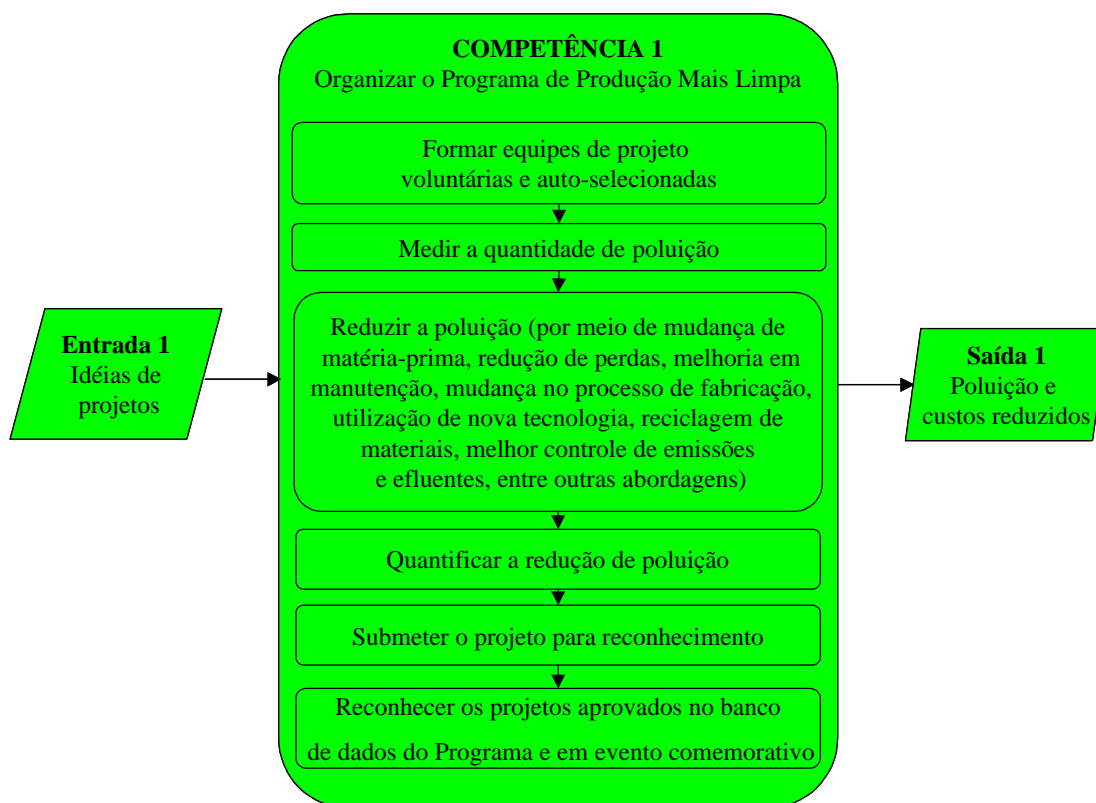 COMPETÊNCIA 1
Organizar o Programa de Produção Mais Limpa
Formar equipes de projeto
voluntárias e auto-selecionadas
Medir a quantidade de poluição
Entrada 1
Idéias de
projetos
Reduzir a poluição (por meio de mudança de
matéria-prima, redução de perdas, melhoria em
manutenção, mudança no processo de fabricação,
utilização de nova tecnologia, reciclagem de
materiais, melhor controle de emissões
e efluentes, entre outras abordagens)
Saída 1
Poluição e
custos reduzidos
Quantificar a redução de poluição
Submeter o projeto para reconhecimento
Reconhecer os projetos aprovados no banco
de dados do Programa e em evento comemorativo